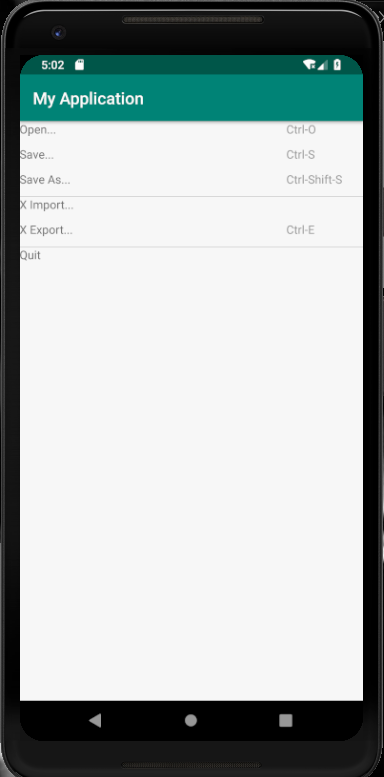 5:02
My Application
Open... Ctrl-O
Save... Ctrl-S
Save As... Ctrl-Shift-S
X Import...
X Export... Ctrl-E
Quit